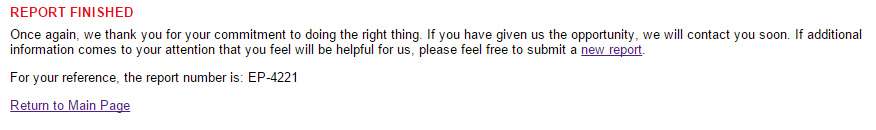 REPORT FINISHED
Once again, we thank you for your commitment to doing the right thing. If you have given us the opportunity, we will contact you soon. If additional
information comes to your attention that you feel will be helpful for us, please feel free to submit a new report.
For your reference, the report number is: EP-4221
Return to Main Page